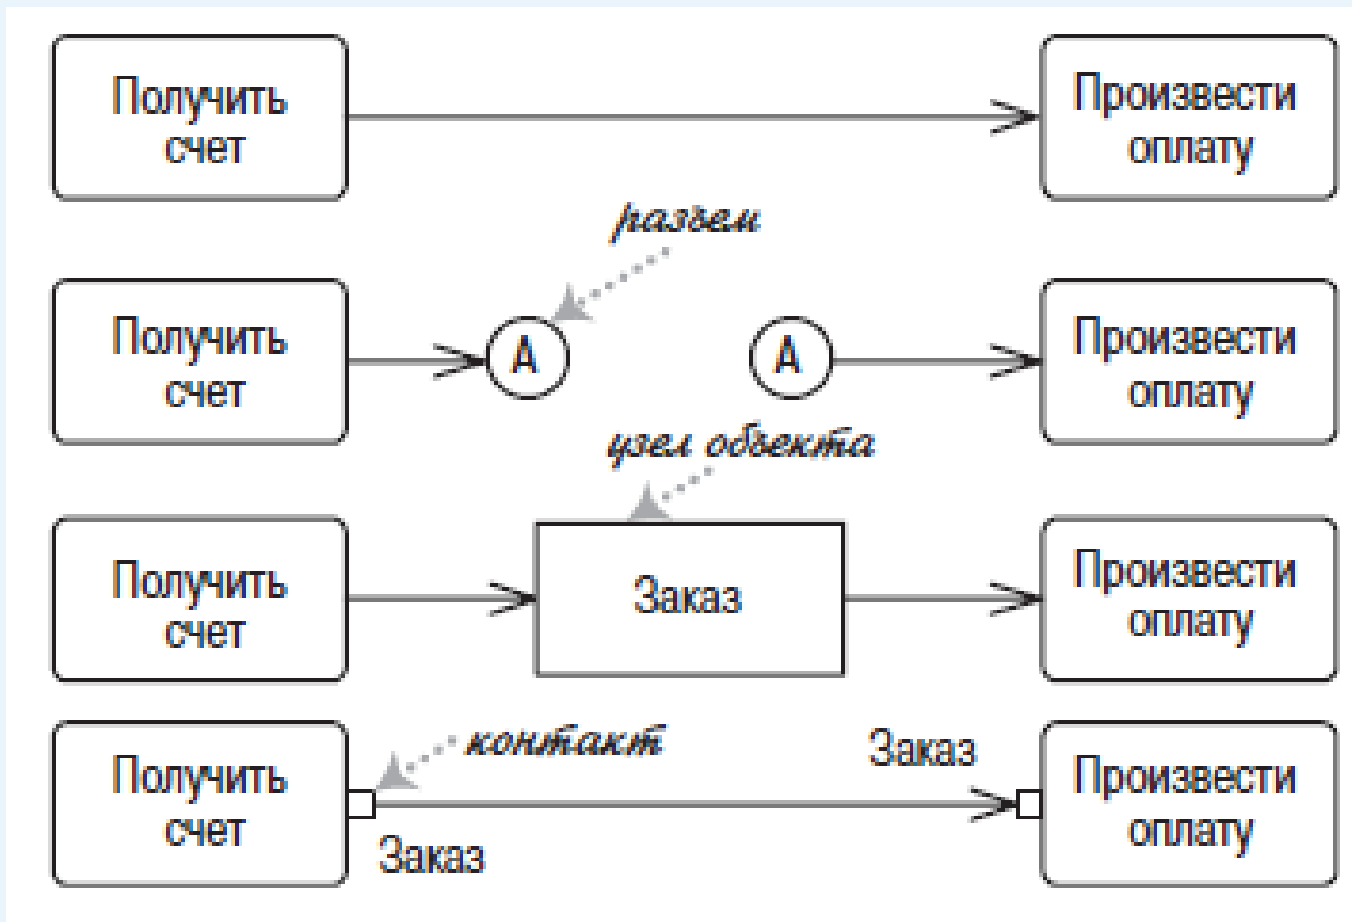 Получить
счет
Произвести
оплату
разъем
Получить
счет
А
А
Произвести
оплату
узел объекта
Получить
счет
Заказ
Произвести
оплату
Получить
счет
контакт
Заказ
Заказ
Произвести
оплату